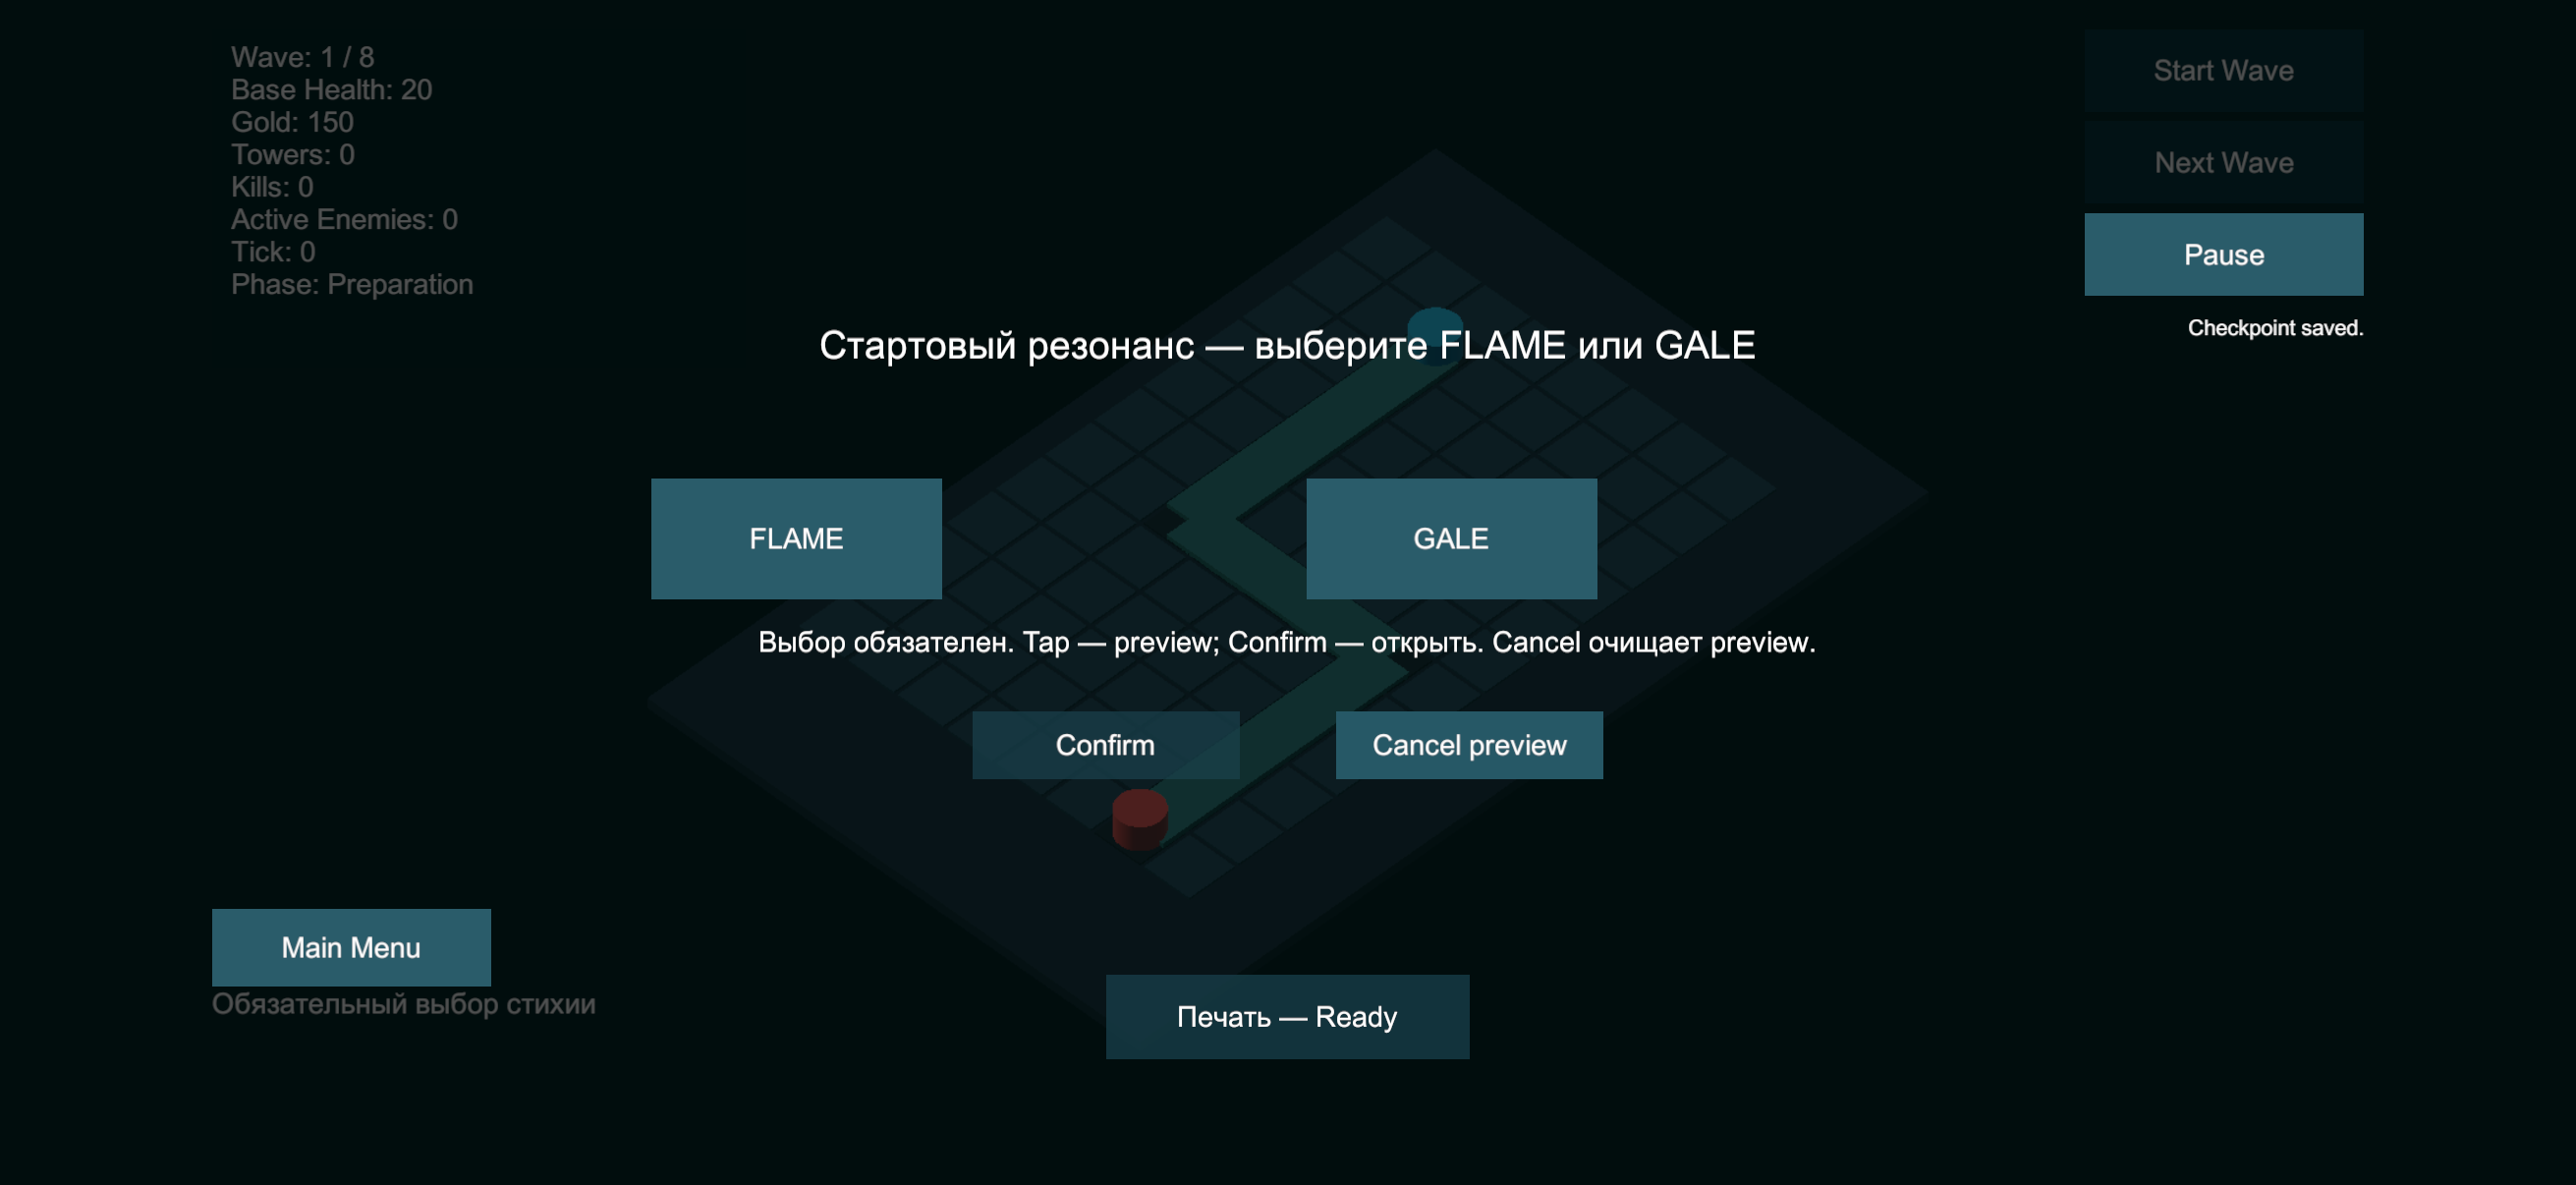 Wave: 1 / 8
Base Health: 20
Gold: 150
Towers: 0
Kills: 0
Active Enemies: 0
Tick: 0
Phase: Preparation
Start Wave
Next Wave
Pause
Checkpoint saved.
Стартовый резонанс — выберите FLAME или GALE
FLAME
GALE
Выбор обязателен. Tap — preview; Confirm — открыть. Cancel очищает preview.
Confirm
Cancel preview
Main Menu
Обязательный выбор стихии
Печать — Ready